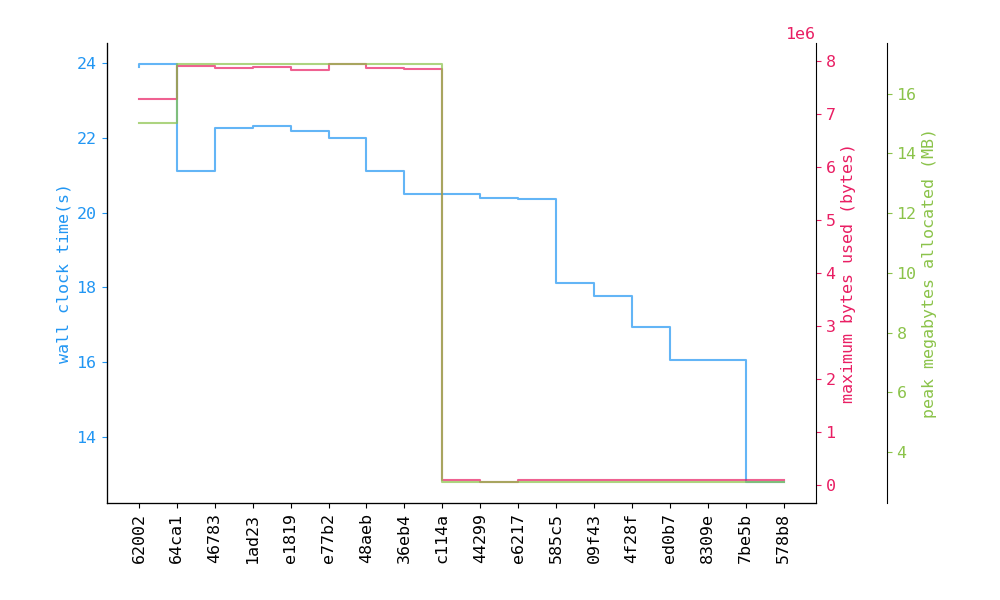 1e6
24
22
20
18
16
14
wall clock time(s)
8
7
6
5
4
3
2
1
0
maximum bytes used (bytes)
16
14
12
10
8
6
4
peak megabytes allocated (MB)
62002
64ca1
46783
1ad23
e1819
e77b2
48aeb
36eb4
c114a
44299
e6217
585c5
09f43
4f28f
ed0b7
8309e
7be5b
578b8